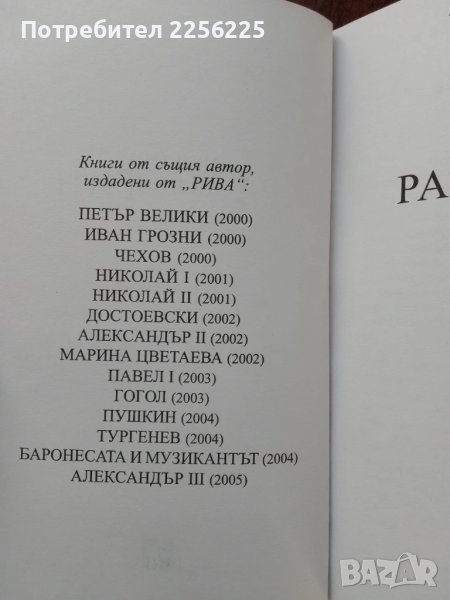 Потребител 2256225
Книги от същия автор,
издадени от „РИВА“:
ПЕТЪР ВЕЛИКИ (2000)
ИВАН ГРОЗНИ (2000)
ЧЕХОВ (2000)
НИКОЛАЙ I (2001)
НИКОЛАЙ II (2001)
ДОСТОЕВСКИ (2002)
АЛЕКСАНДЪР II (2002)
МАРИНА ЦВЕТАЕВА (2002)
ПАВЕЛ I (2003)
ГОГОЛ (2003)
ПУШКИН (2004)
ТУРГЕНЕВ (2004)
БАРОНЕСАТА И МУЗИКАНТЪТ (2004)
АЛЕКСАНДЪР III (2005)
РА
BAZAR